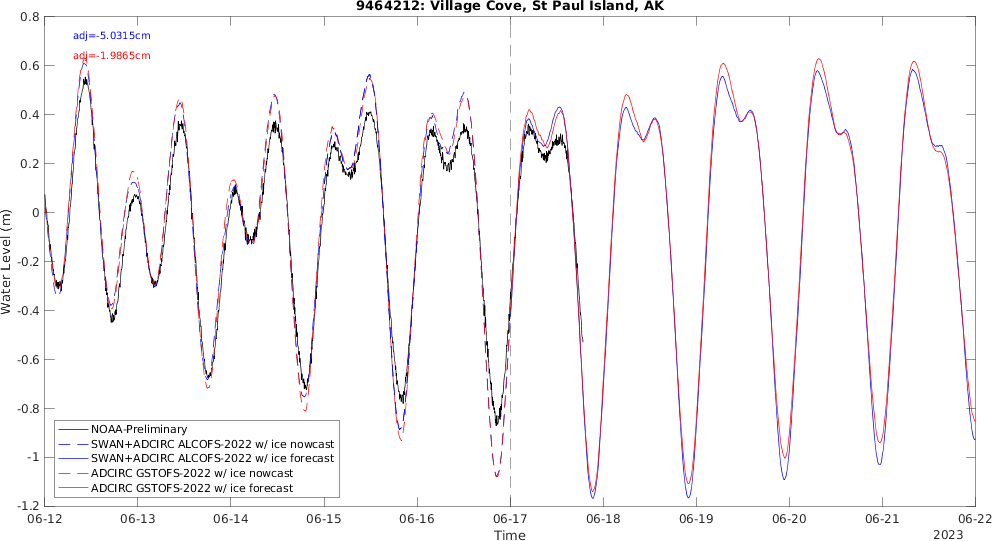 9464212: Village Cove, St Paul Island, AK
adj=-5.0315cm
adj=-1.9865cm
Water Level (m)
0.8
0.6
0.4
0.2
0
-0.2
-0.4
-0.6
-0.8
-1
-1.2
NOAA-Preliminary
SWAN+ADCIRC ALCOFS-2022 w/ ice nowcast
SWAN+ADCIRC ALCOFS-2022 w/ ice forecast
ADCIRC GSTOFS-2022 w/ ice nowcast
ADCIRC GSTOFS-2022 w/ ice forecast
06-12 06-13 06-14 06-15 06-16 06-17 06-18 06-19 06-20 06-21 06-22
Time
2023